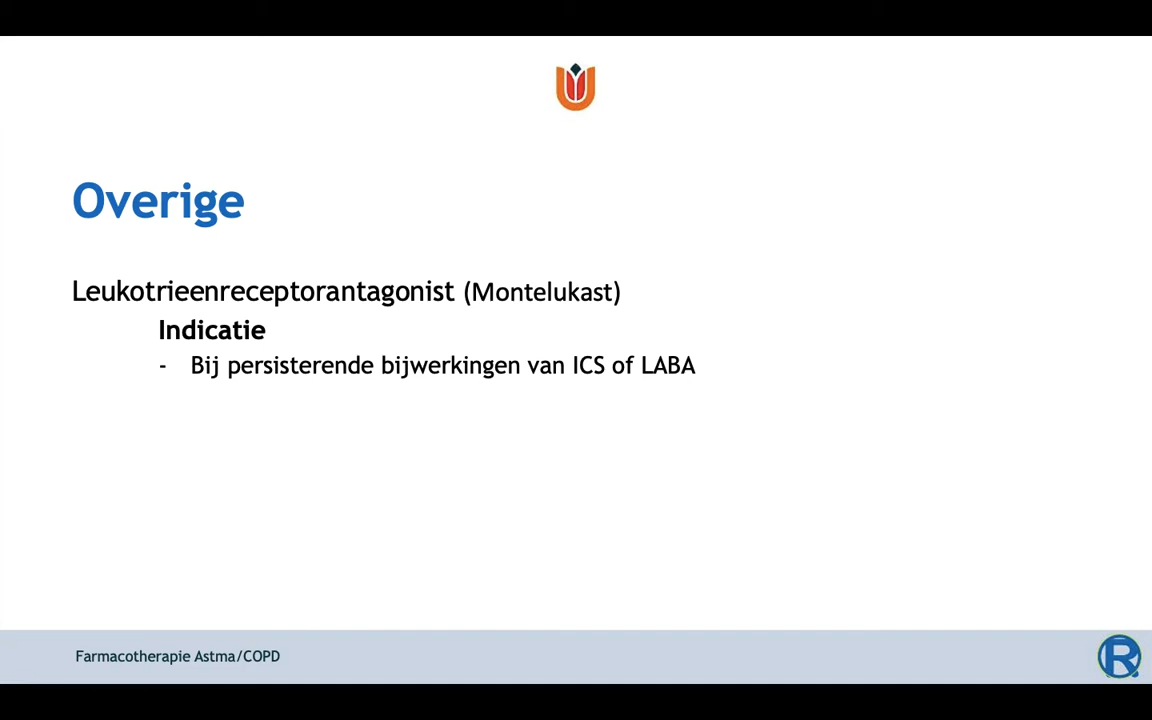 Overige
Leukotrieenreceptorantagonist (Montelukast)
Indicatie
- Bij persisterende bijwerkingen van ICS of LABA
Farmacotherapie Astma/COPD
R